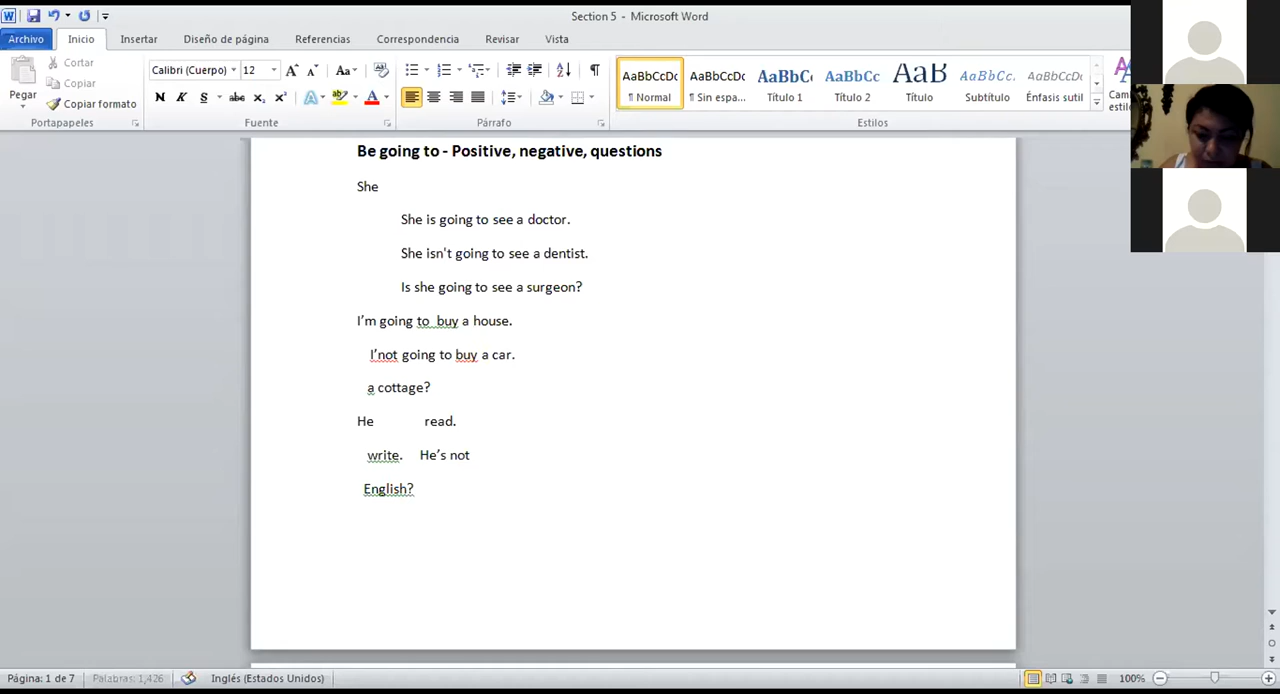 Section 5 - Microsoft Word
Archivo Inicio Insertar Diseño de página Referencias Correspondencia Revisar Vista
Pegar
Cortar
Copiar
Copiar formato
Portapapeles
Calibri (Cuerpo) 12
N K S abc x₂ x²
Fuente
Párrafo
AaBbCcDc AaBbCcDc AaBbC AaBbCc AaB AaBbCc. AaBbCcDc
¶ Normal ¶ Sin espa... Título 1 Título 2 Título Subtítulo Énfasis sutil
Estilos
Be going to - Positive, negative, questions
She
She is going to see a doctor.
She isn't going to see a dentist.
Is she going to see a surgeon?
I'm going to  buy a house.
I'not going to buy a car.
a cottage?
He read.
write. He's not
English?
Página: 1 de 7 Palabras: 1,426 Inglés (Estados Unidos) 100%